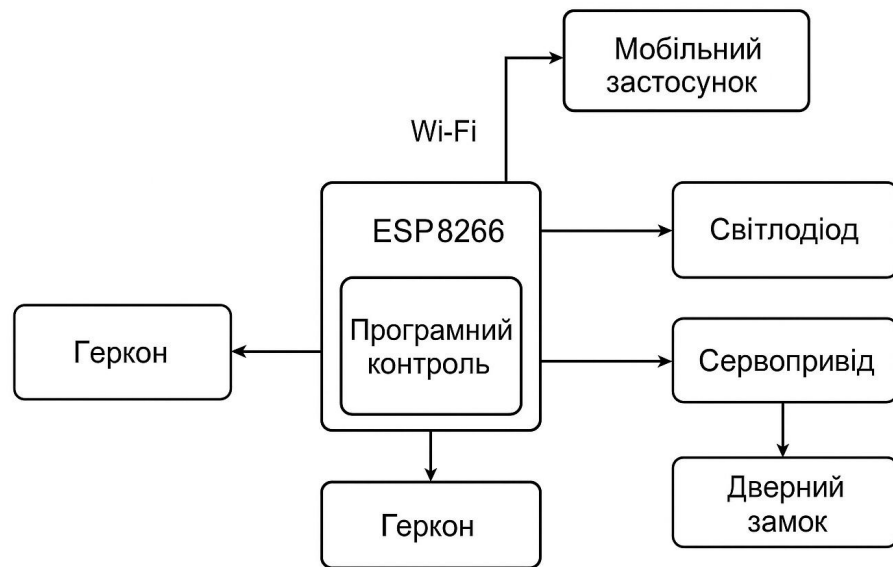 Мобільний
застосунок
Wi-Fi
ESP8266
Світлодіод
Програмний
контроль
Геркон
Сервопривід
Геркон
Дверний
замок